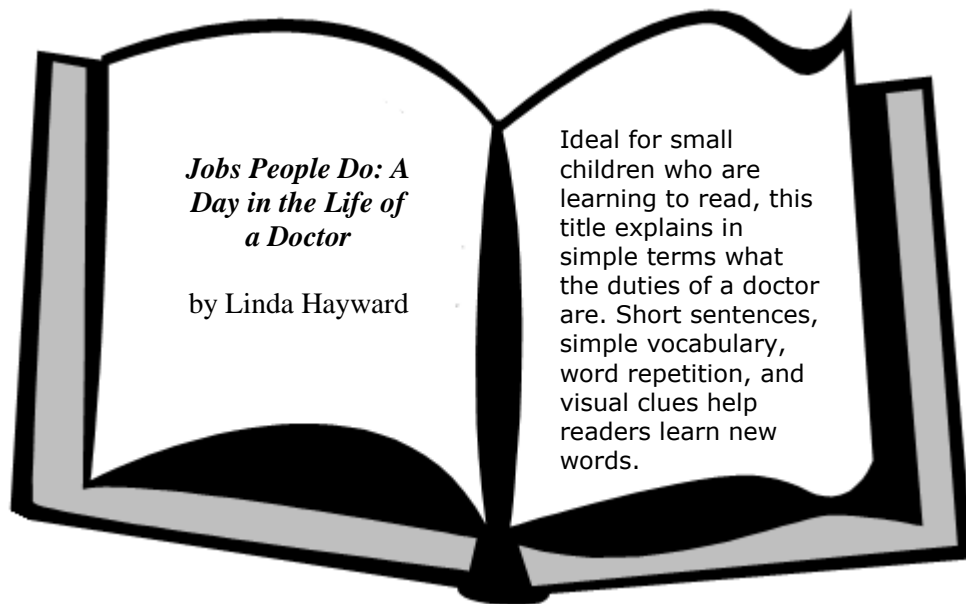 Jobs People Do: A
Day in the Life of
a Doctor
by Linda Hayward
Ideal for small
children who are
learning to read, this
title explains in
simple terms what
the duties of a doctor
are. Short sentences,
simple vocabulary,
word repetition, and
visual clues help
readers learn new
words.